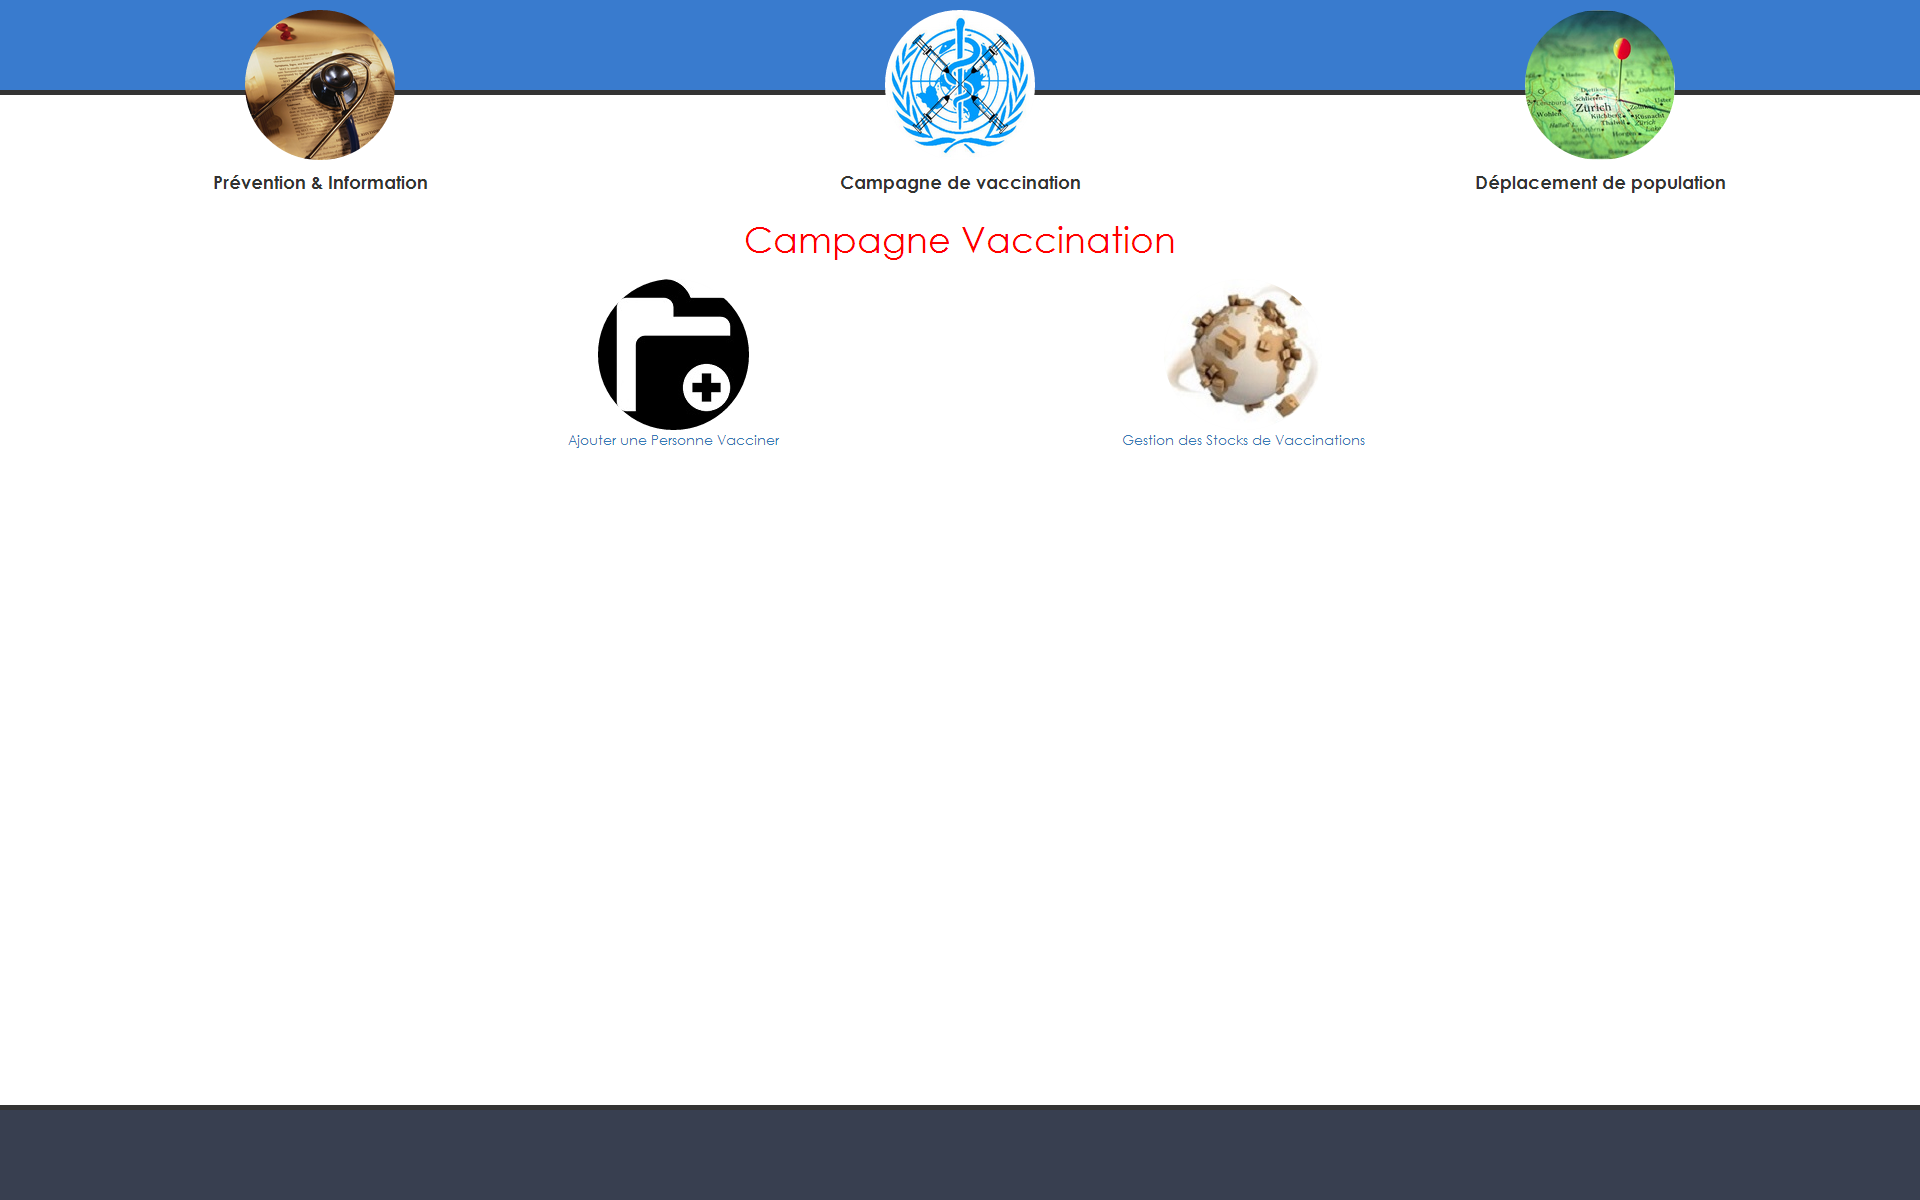 Prévention & Information
Campagne de vaccination
Déplacement de population
Zürich
Campagne Vaccination
Ajouter une Personne Vacciner
Gestion des Stocks de Vaccinations